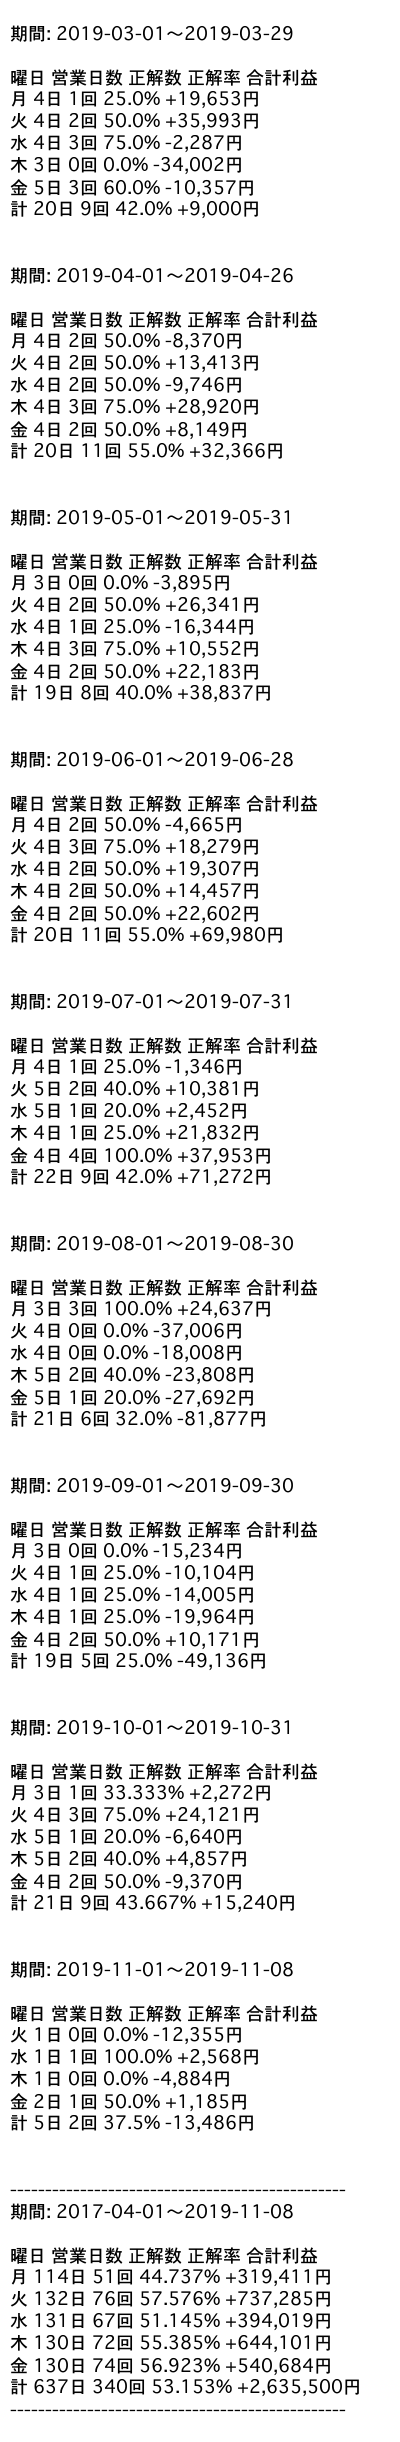 期間: 2019-03-01〜2019-03-29
曜日 営業日数 正解数 正解率 合計利益
月 4日 1回 25.0% +19,653円
火 4日 2回 50.0% +35,993円
水 4日 3回 75.0% -2,287円
木 3日 0回 0.0% -34,002円
金 5日 3回 60.0% -10,357円
計 20日 9回 42.0% +9,000円
期間: 2019-04-01〜2019-04-26
曜日 営業日数 正解数 正解率 合計利益
月 4日 2回 50.0% -8,370円
火 4日 2回 50.0% +13,413円
水 4日 2回 50.0% -9,746円
木 4日 3回 75.0% +28,920円
金 4日 2回 50.0% +8,149円
計 20日 11回 55.0% +32,366円
期間: 2019-05-01〜2019-05-31
曜日 営業日数 正解数 正解率 合計利益
月 3日 0回 0.0% -3,895円
火 4日 2回 50.0% +26,341円
水 4日 1回 25.0% -16,344円
木 4日 3回 75.0% +10,552円
金 4日 2回 50.0% +22,183円
計 19日 8回 40.0% +38,837円
期間: 2019-06-01〜2019-06-28
曜日 営業日数 正解数 正解率 合計利益
月 4日 2回 50.0% -4,665円
火 4日 3回 75.0% +18,279円
水 4日 2回 50.0% +19,307円
木 4日 2回 50.0% +14,457円
金 4日 2回 50.0% +22,602円
計 20日 11回 55.0% +69,980円
期間: 2019-07-01〜2019-07-31
曜日 営業日数 正解数 正解率 合計利益
月 4日 1回 25.0% -1,346円
火 5日 2回 40.0% +10,381円
水 5日 1回 20.0% +2,452円
木 4日 1回 25.0% +21,832円
金 4日 4回 100.0% +37,953円
計 22日 9回 42.0% +71,272円
期間: 2019-08-01〜2019-08-30
曜日 営業日数 正解数 正解率 合計利益
月 3日 3回 100.0% +24,637円
火 4日 0回 0.0% -37,006円
水 4日 0回 0.0% -18,008円
木 5日 2回 40.0% -23,808円
金 5日 1回 20.0% -27,692円
計 21日 6回 32.0% -81,877円
期間: 2019-09-01〜2019-09-30
曜日 営業日数 正解数 正解率 合計利益
月 3日 0回 0.0% -15,234円
火 4日 1回 25.0% -10,104円
水 4日 1回 25.0% -14,005円
木 4日 1回 25.0% -19,964円
金 4日 2回 50.0% +10,171円
計 19日 5回 25.0% -49,136円
期間: 2019-10-01〜2019-10-31
曜日 営業日数 正解数 正解率 合計利益
月 3日 1回 33.333% +2,272円
火 4日 3回 75.0% +24,121円
水 5日 1回 20.0% -6,640円
木 5日 2回 40.0% +4,857円
金 4日 2回 50.0% -9,370円
計 21日 9回 43.667% +15,240円
期間: 2019-11-01〜2019-11-08
曜日 営業日数 正解数 正解率 合計利益
火 1日 0回 0.0% -12,355円
水 1日 1回 100.0% +2,568円
木 1日 0回 0.0% -4,884円
金 2日 1回 50.0% +1,185円
計 5日 2回 37.5% -13,486円
------------------------------------------------
期間: 2017-04-01〜2019-11-08
曜日 営業日数 正解数 正解率 合計利益
月 114日 51回 44.737% +319,411円
火 132日 76回 57.576% +737,285円
水 131日 67回 51.145% +394,019円
木 130日 72回 55.385% +644,101円
金 130日 74回 56.923% +540,684円
計 637日 340回 53.153% +2,635,500円
------------------------------------------------